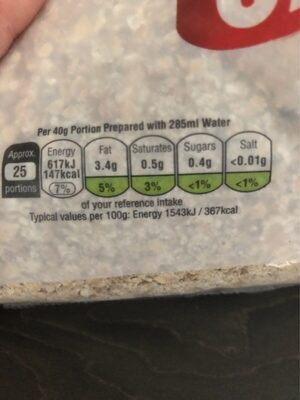 Per 40g Portion Prepared with 285ml Water
Approx. 25 portions
Energy 617kJ 147kcal 7%
Fat 3.4g 5%
Saturates 0.5g 3%
Sugars 0.4g <1%
Salt <0.01g <1%
of your reference intake
Typical values per 100g: Energy 1543kJ / 367kcal